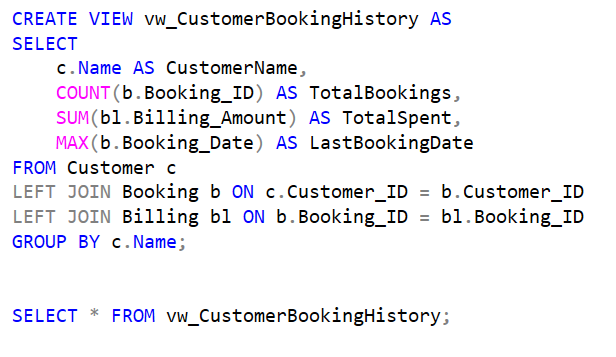 CREATE VIEW vw_CustomerBookingHistory AS
SELECT
    c.Name AS CustomerName,
    COUNT(b.Booking_ID) AS TotalBookings,
    SUM(bl.Billing_Amount) AS TotalSpent,
    MAX(b.Booking_Date) AS LastBookingDate
FROM Customer c
LEFT JOIN Booking b ON c.Customer_ID = b.Customer_ID
LEFT JOIN Billing bl ON b.Booking_ID = bl.Booking_ID
GROUP BY c.Name;
SELECT * FROM vw_CustomerBookingHistory;